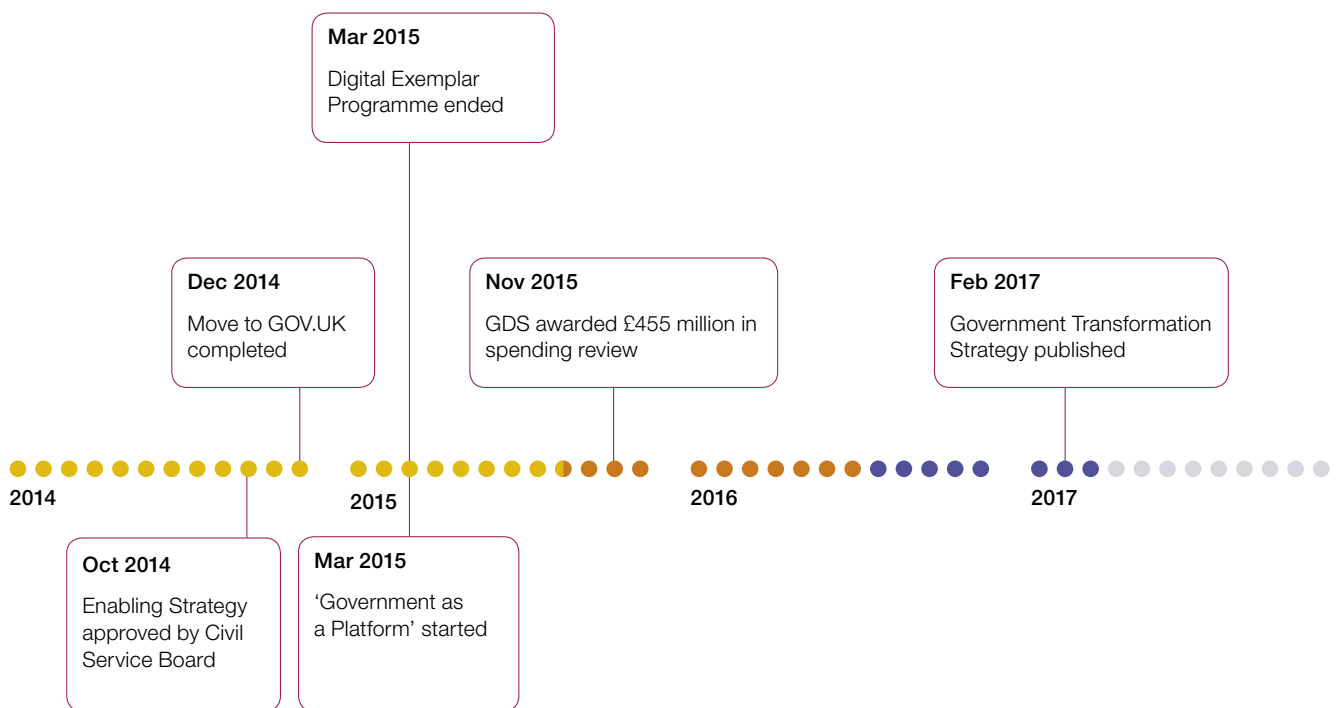 Mar 2015
Digital Exemplar
Programme ended
Dec 2014
Move to GOV.UK
completed
Nov 2015
GDS awarded £455 million in
spending review
Feb 2017
Government Transformation
Strategy published
2014
2015
2016
2017
Oct 2014
Enabling Strategy
approved by Civil
Service Board
Mar 2015
‘Government as
a Platform’ started